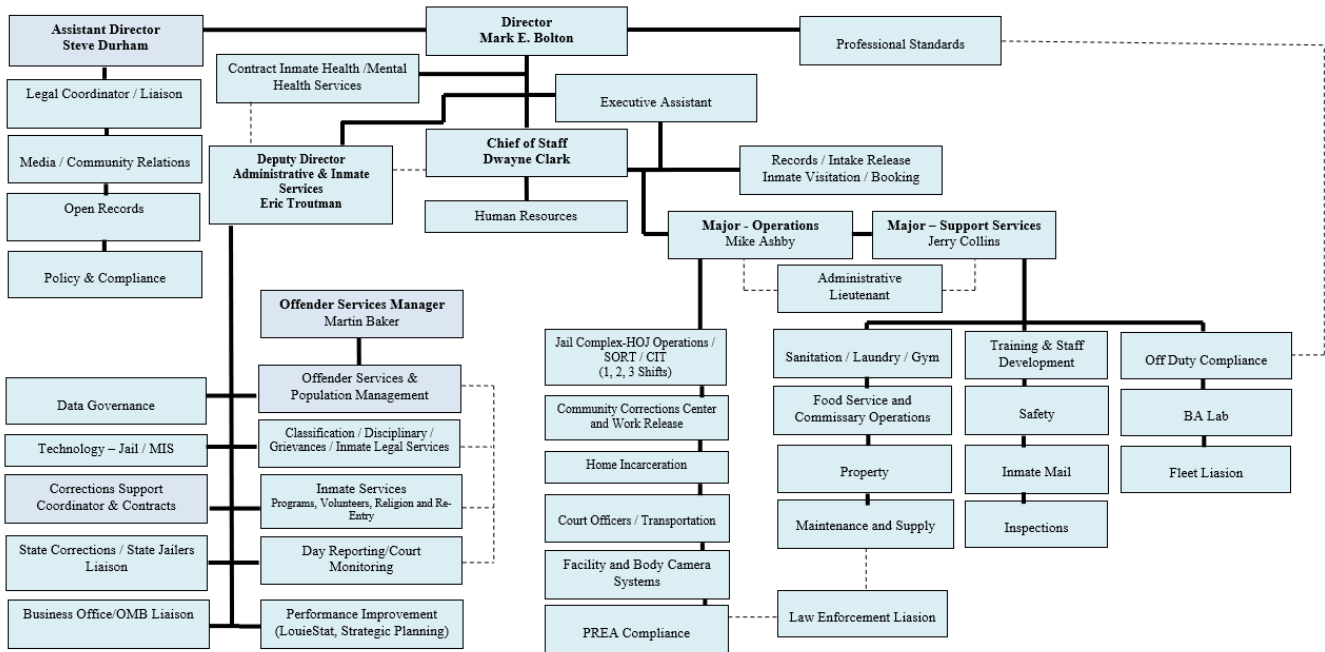 Assistant Director
Steve Durham
Director
Mark E. Bolton
Professional Standards
Contract Inmate Health /Mental
Health Services
Legal Coordinator / Liaison
Executive Assistant
Media / Community Relations
Deputy Director
Administrative & Inmate
Services
Eric Troutman
Chief of Staff
Dwayne Clark
Records / Intake Release
Inmate Visitation / Booking
Open Records
Human Resources
Major - Operations
Mike Ashby
Major – Support Services
Jerry Collins
Policy & Compliance
Administrative
Lieutenant
Offender Services Manager
Martin Baker
Jail Complex-HOJ Operations /
SORT / CIT
(1, 2, 3 Shifts)
Sanitation / Laundry / Gym
Training & Staff
Development
Off Duty Compliance
Data Governance
Offender Services &
Population Management
Community Corrections Center
and Work Release
Food Service and
Commissary Operations
Safety
BA Lab
Technology – Jail / MIS
Classification / Disciplinary /
Grievances / Inmate Legal Services
Home Incarceration
Property
Inmate Mail
Fleet Liasion
Corrections Support
Coordinator & Contracts
Inmate Services
Programs, Volunteers, Religion and Re-
Entry
Court Officers / Transportation
Maintenance and Supply
Inspections
State Corrections / State Jailers
Liaison
Day Reporting/Court
Monitoring
Facility and Body Camera
Systems
Business Office/OMB Liaison
Performance Improvement
(LouieStat, Strategic Planning)
PREA Compliance
Law Enforcement Liasion